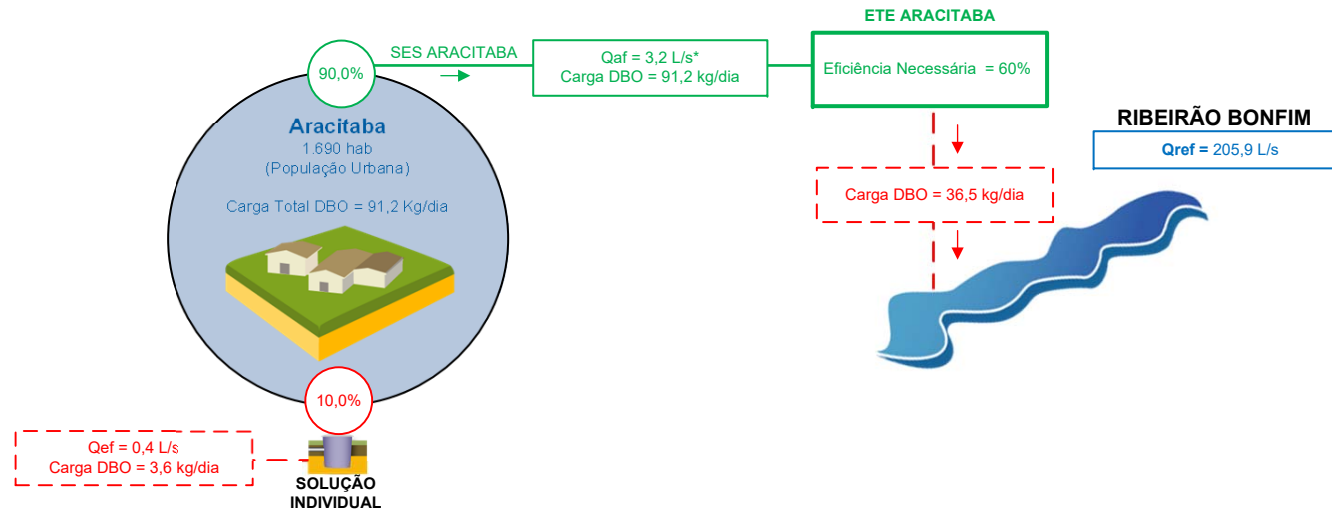 ETE ARACITABA
SES ARACITABA
90,0%
Qaf = 3,2 L/s*
Carga DBO = 91,2 kg/dia
Eficiência Necessária = 60%
Aracitaba
1.690 hab
(População Urbana)
Carga Total DBO = 91,2 Kg/dia
RIBEIRÃO BONFIM
Qref = 205,9 L/s
Carga DBO = 36,5 kg/dia
10,0%
Qef = 0,4 L/s
Carga DBO = 3,6 kg/dia
SOLUÇÃO
INDIVIDUAL